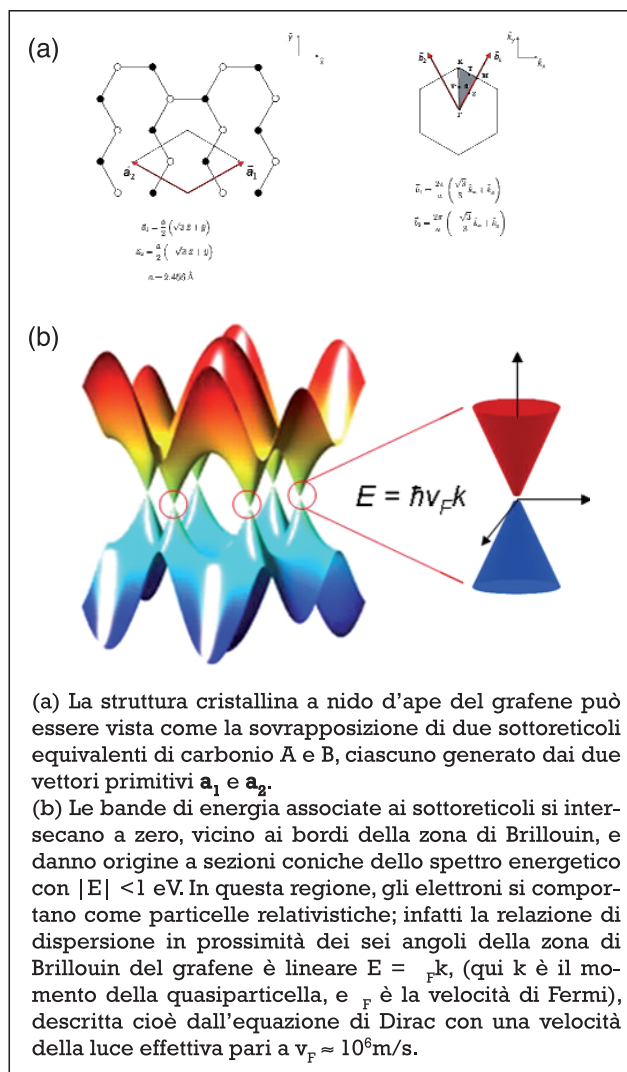 (a)
ŷ
x̂
a⃗₂
a⃗₁
a = 2.456 Å
k̂y
k̂x
b⃗₂
b⃗₁
K
T
M
Γ
(b)
E = ħv_F k
(a) La struttura cristallina a nido d'ape del grafene può
essere vista come la sovrapposizione di due sottoreticoli
equivalenti di carbonio A e B, ciascuno generato dai due
vettori primitivi a₁ e a₂.
(b) Le bande di energia associate ai sottoreticoli si inter-
secano a zero, vicino ai bordi della zona di Brillouin, e
danno origine a sezioni coniche dello spettro energetico
con |E| <1 eV. In questa regione, gli elettroni si compor-
tano come particelle relativistiche; infatti la relazione di
dispersione in prossimità dei sei angoli della zona di
Brillouin del grafene è lineare E = Fk, (qui k è il mo-
mento della quasiparticella, e F è la velocità di Fermi),
descritta cioè dall'equazione di Dirac con una velocità
della luce effettiva pari a v_F ≈ 10⁶m/s.